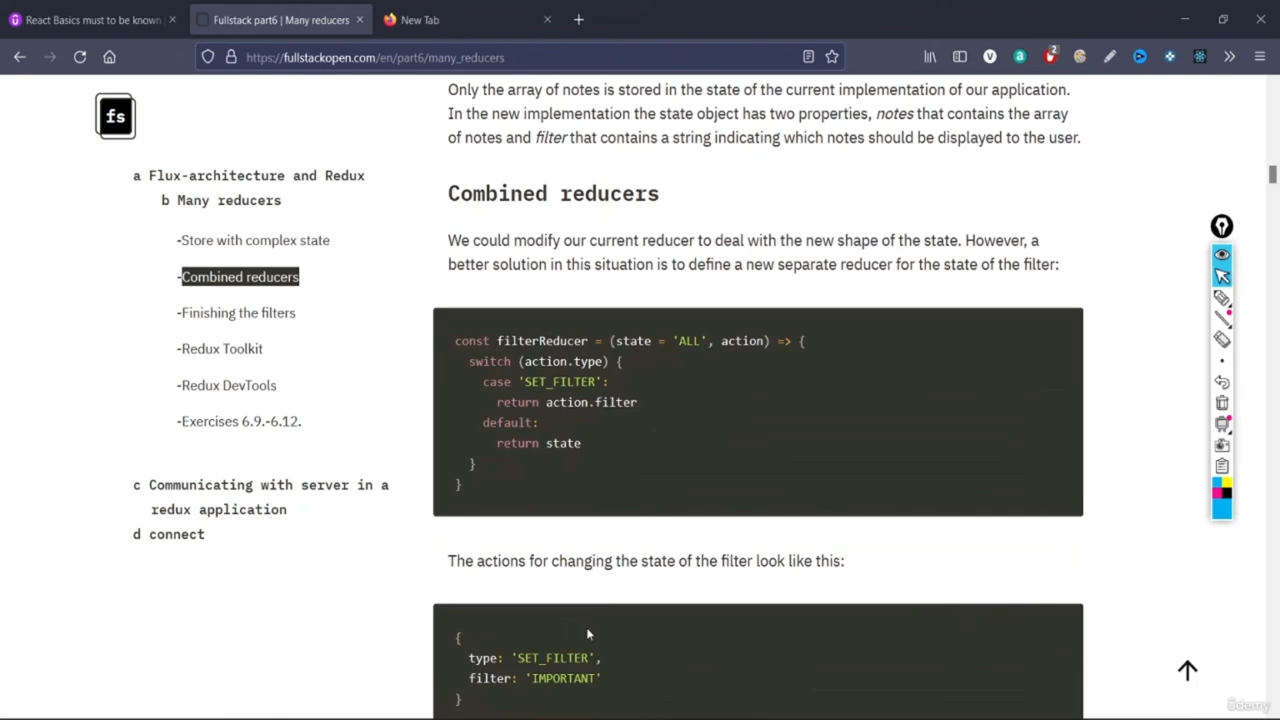 React Basics must to be known
Fullstack part6 | Many reducers
New Tab
https://fullstackopen.com/en/part6/many_reducers
2
fs
a Flux-architecture and Redux
b Many reducers
-Store with complex state
-Combined reducers
-Finishing the filters
-Redux Toolkit
-Redux DevTools
-Exercises 6.9.-6.12.
c Communicating with server in a
redux application
d connect
Only the array of notes is stored in the state of the current implementation of our application.
In the new implementation the state object has two properties, notes that contains the array
of notes and filter that contains a string indicating which notes should be displayed to the user.
Combined reducers
We could modify our current reducer to deal with the new shape of the state. However, a
better solution in this situation is to define a new separate reducer for the state of the filter:
const filterReducer = (state = 'ALL', action) => {
switch (action.type) {
case 'SET_FILTER':
return action.filter
default:
return state
}
}
The actions for changing the state of the filter look like this:
{
type: 'SET_FILTER',
filter: 'IMPORTANT'
}
ûdemy